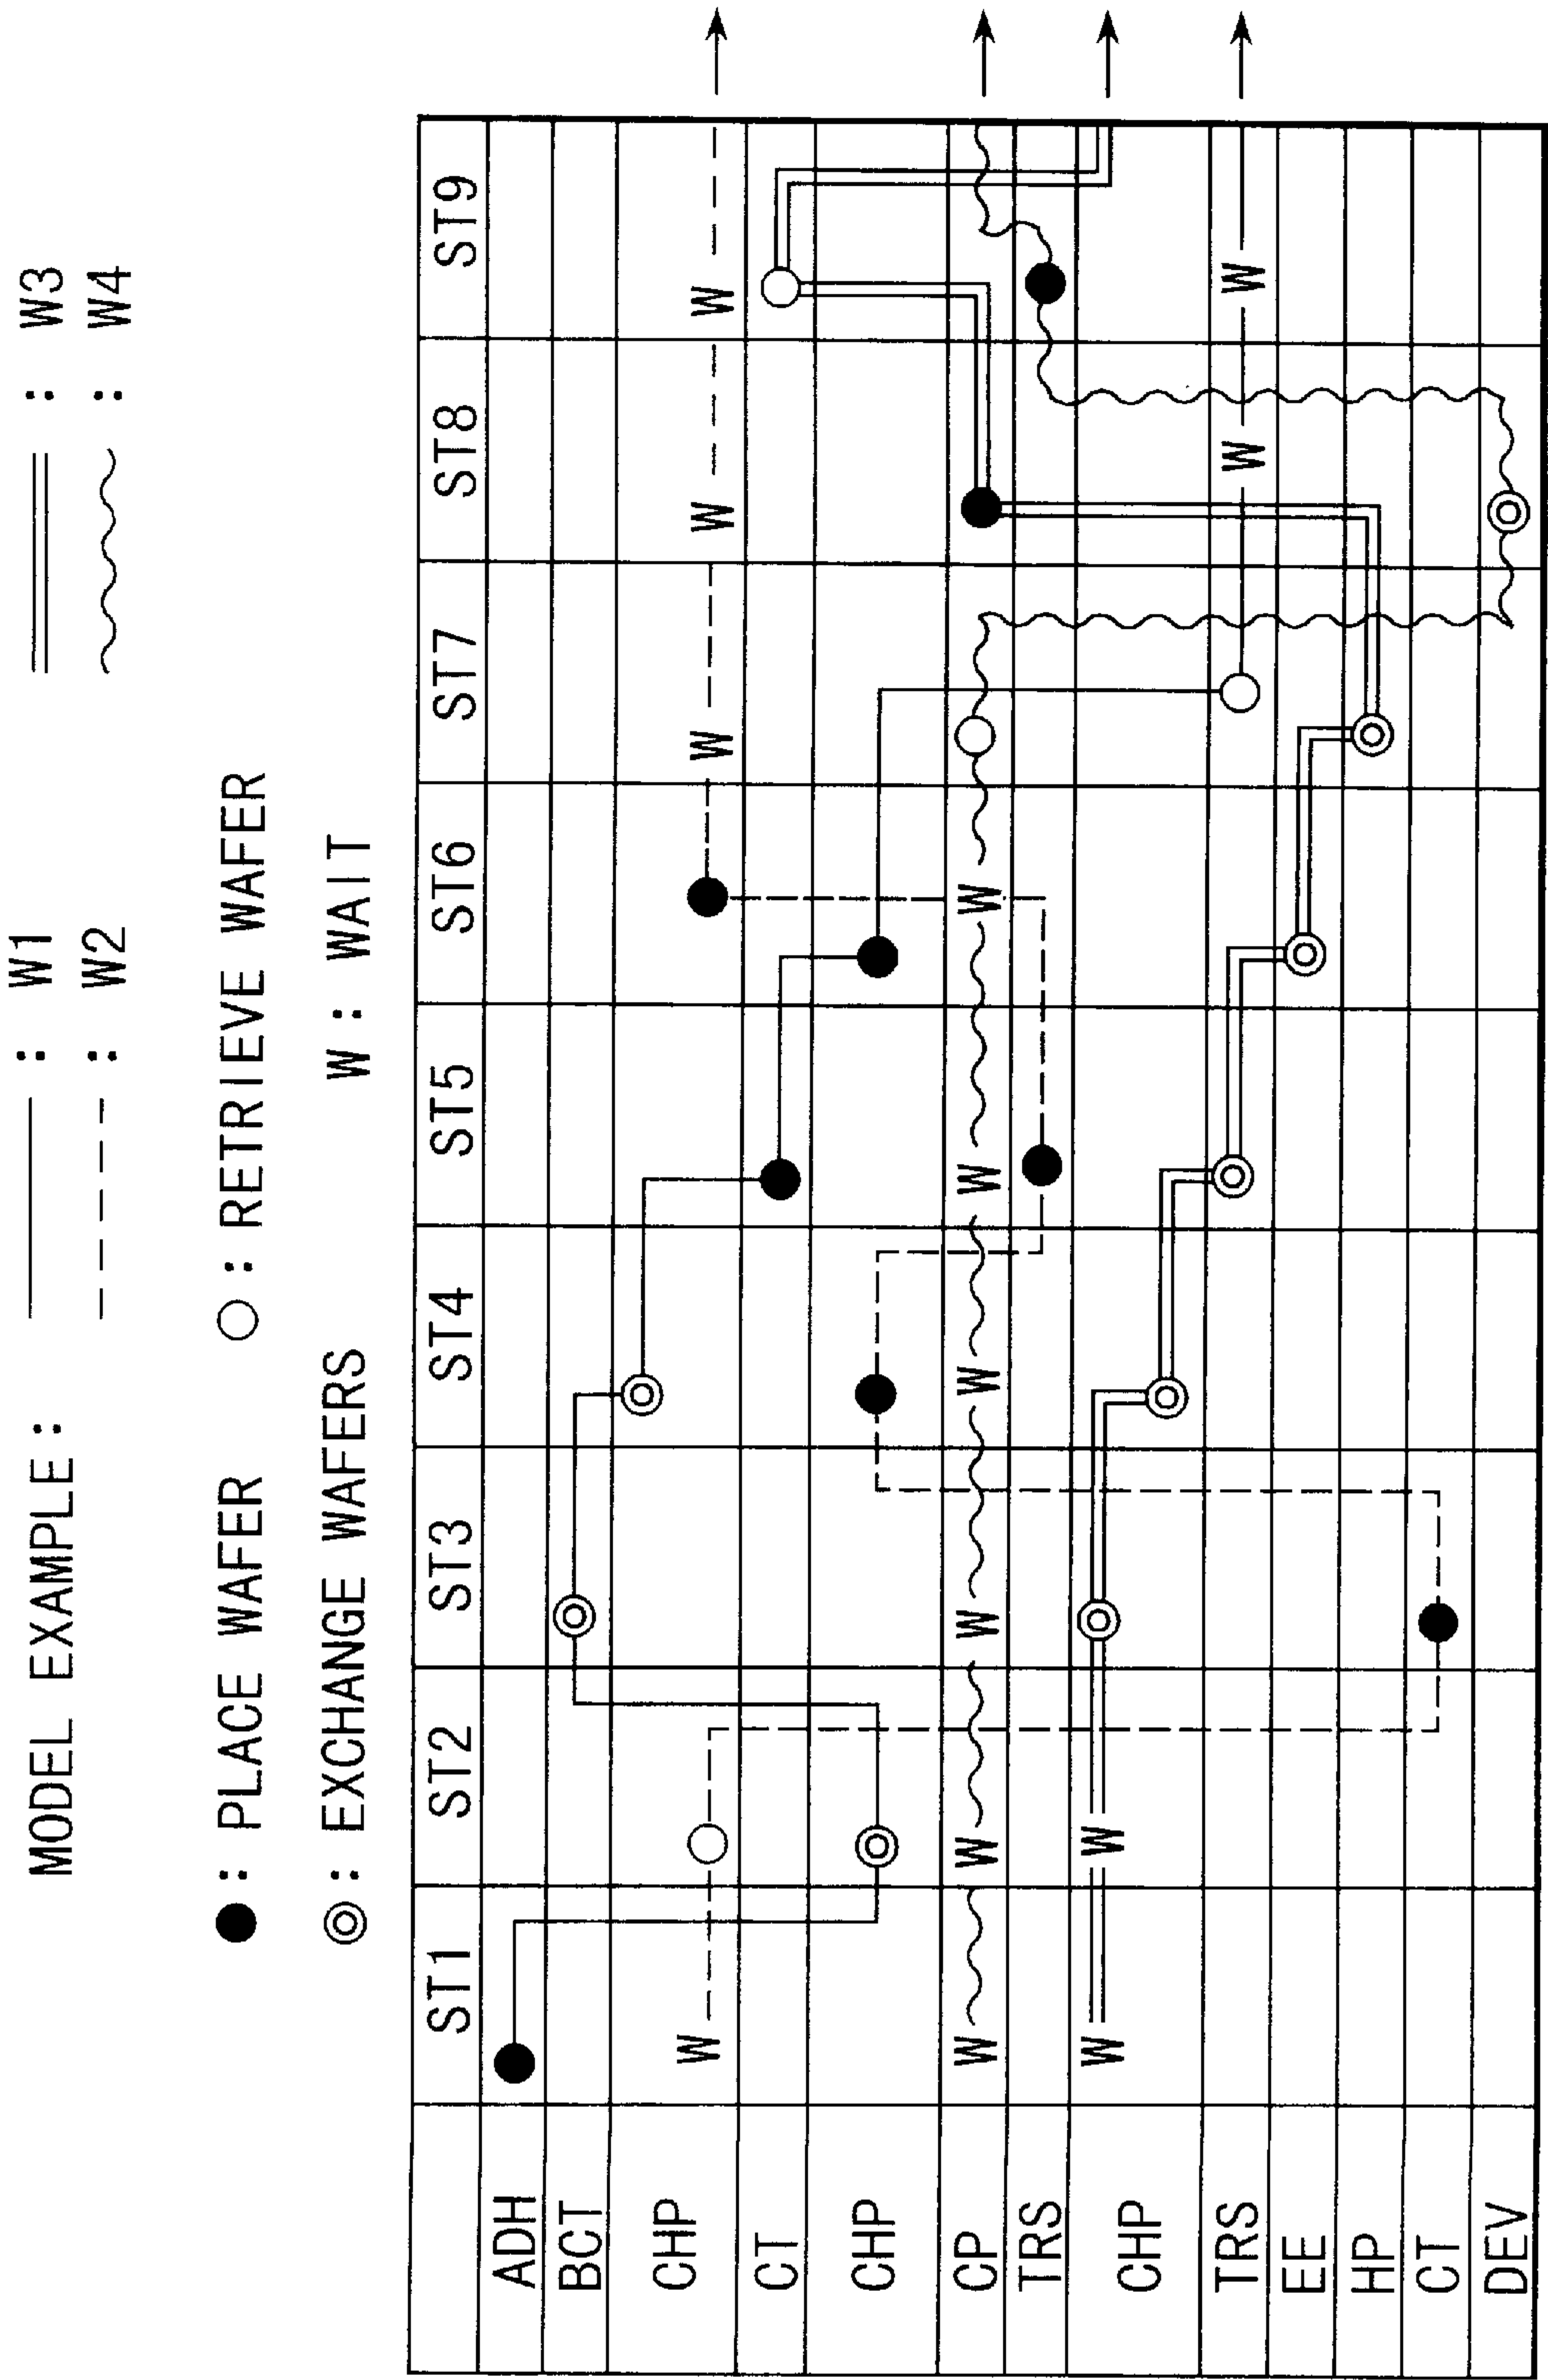 MODEL EXAMPLE : : W1 : W3
: W2 : W4
: PLACE WAFER : RETRIEVE WAFER
: EXCHANGE WAFERS W : WAIT
ST1 ST2 ST3 ST4 ST5 ST6 ST7 ST8 ST9
ADH
BCT
CHP W W W W
CT
CHP
CP W W W W W W
TRS
CHP W W
TRS W W
EE
HP
CT
DEV